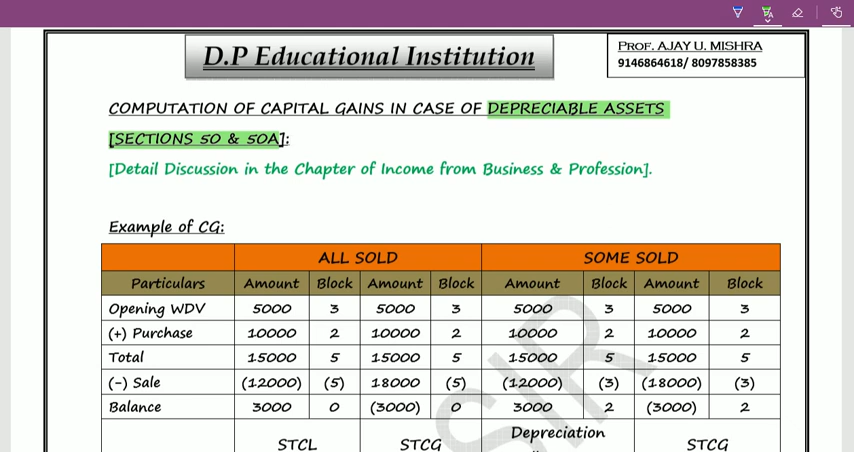 D.P Educational Institution
PROF. AJAY U. MISHRA
9146864618/ 8097858385
COMPUTATION OF CAPITAL GAINS IN CASE OF DEPRECIABLE ASSETS
[SECTIONS 50 & 50A]:
[Detail Discussion in the Chapter of Income from Business & Profession].
Example of CG:
ALL SOLD SOME SOLD
Particulars Amount Block Amount Block Amount Block Amount Block
Opening WDV 5000 3 5000 3 5000 3 5000 3
(+) Purchase 10000 2 10000 2 10000 2 10000 2
Total 15000 5 15000 5 15000 5 15000 5
(-) Sale (12000) (5) 18000 (5) (12000) (3) (18000) (3)
Balance 3000 0 (3000) 0 3000 2 (3000) 2
STCL STCG Depreciation STCG
SIR